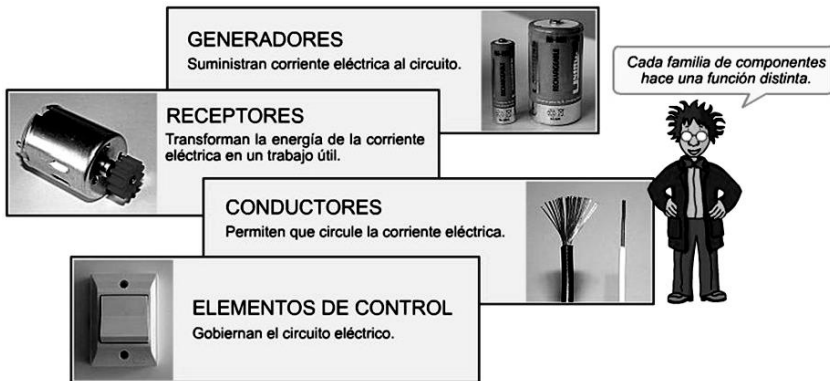 GENERADORES
Suministran corriente eléctrica al circuito.
Cada familia de componentes
hace una función distinta.
RECEPTORES
Transforman la energía de la corriente
eléctrica en un trabajo útil.
CONDUCTORES
Permiten que circule la corriente eléctrica.
ELEMENTOS DE CONTROL
Gobiernan el circuito eléctrico.
RECHARGEABLE
RECHARGEABLE